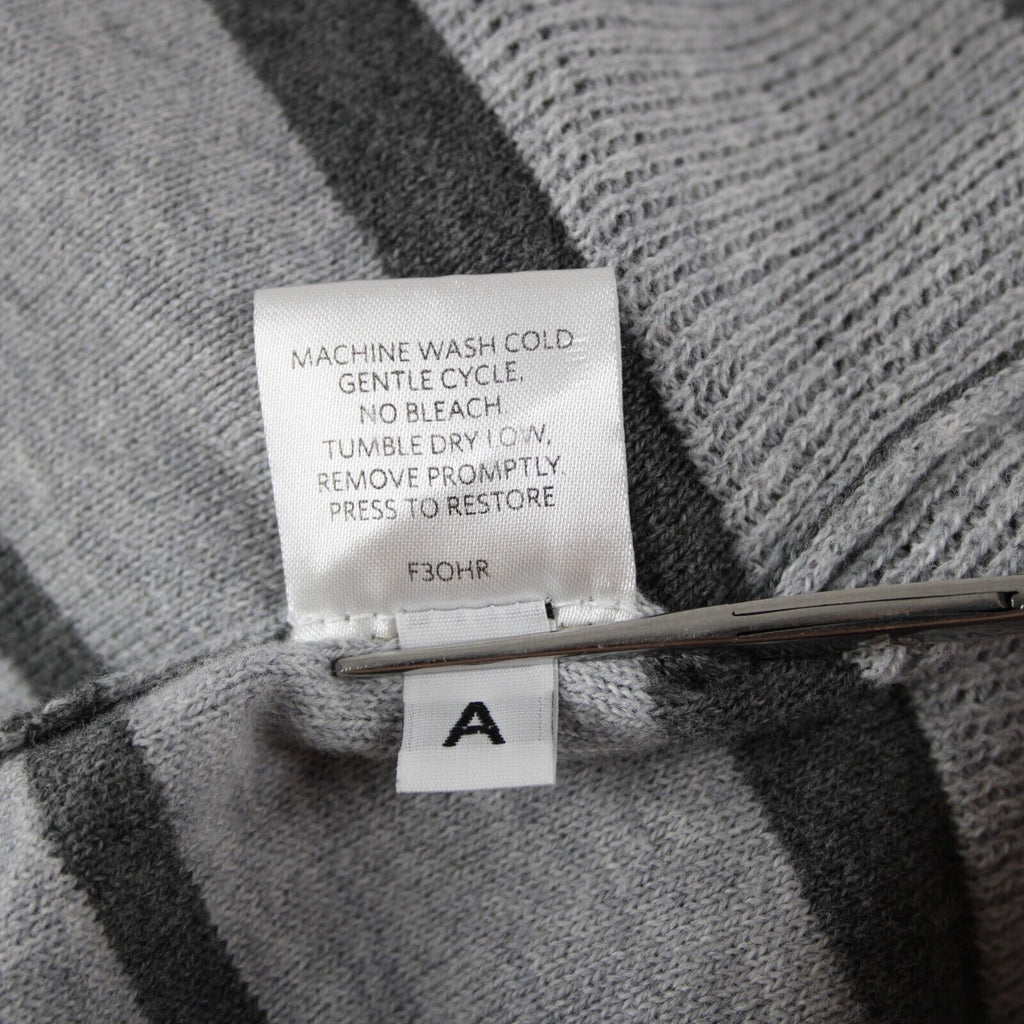 MACHINE WASH COLD
GENTLE CYCLE,
NO BLEACH
TUMBLE DRY LOW,
REMOVE PROMPTLY.
PRESS TO RESTORE
F3OHR
A